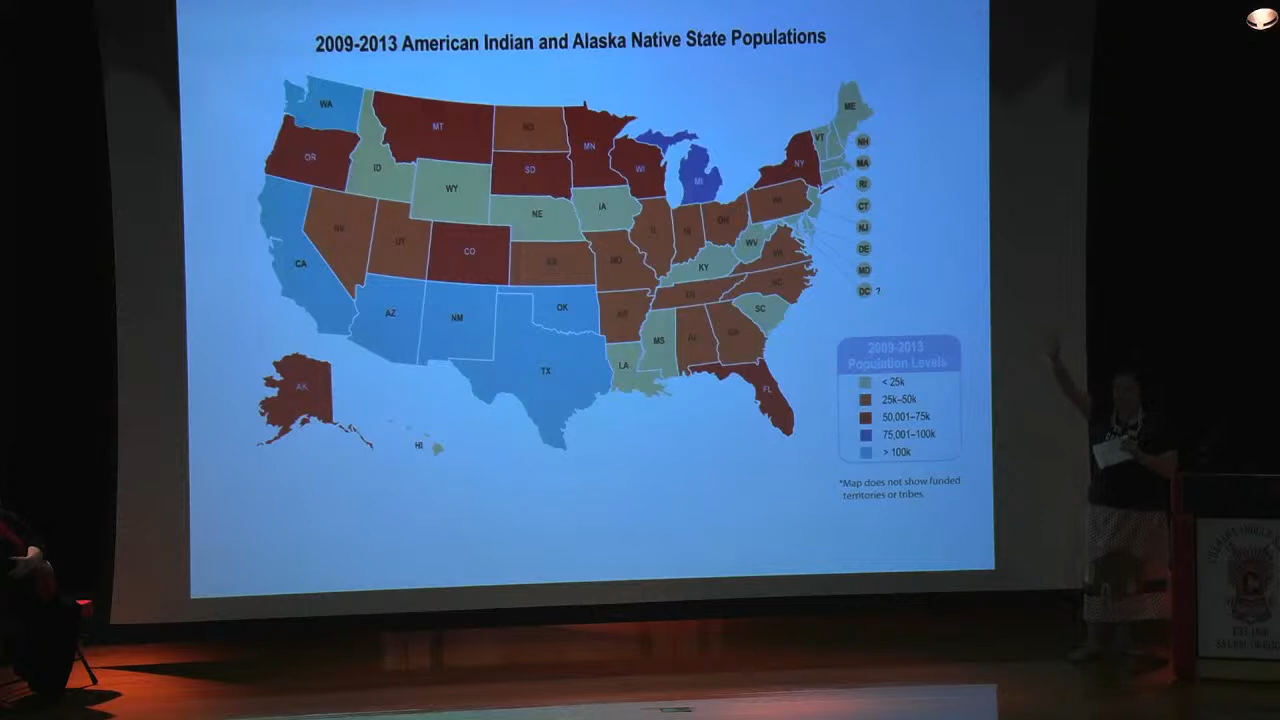 2009-2013 American Indian and Alaska Native State Populations
WA
MT
ND
MN
OR
ID
SD
WI
MI
NY
VT
ME
NH
MA
RI
CT
NJ
DE
MD
DC ?
WY
NE
IA
NV
UT
CO
KS
MO
IL
IN
OH
PA
WV
VA
KY
CA
AZ
NM
OK
AR
TN
NC
SC
MS
AL
GA
TX
LA
FL
AK
HI
2009-2013
Population Levels
< 25k
25k–50k
50,001–75k
75,001–100k
> 100k
*Map does not show funded
territories or tribes.
C